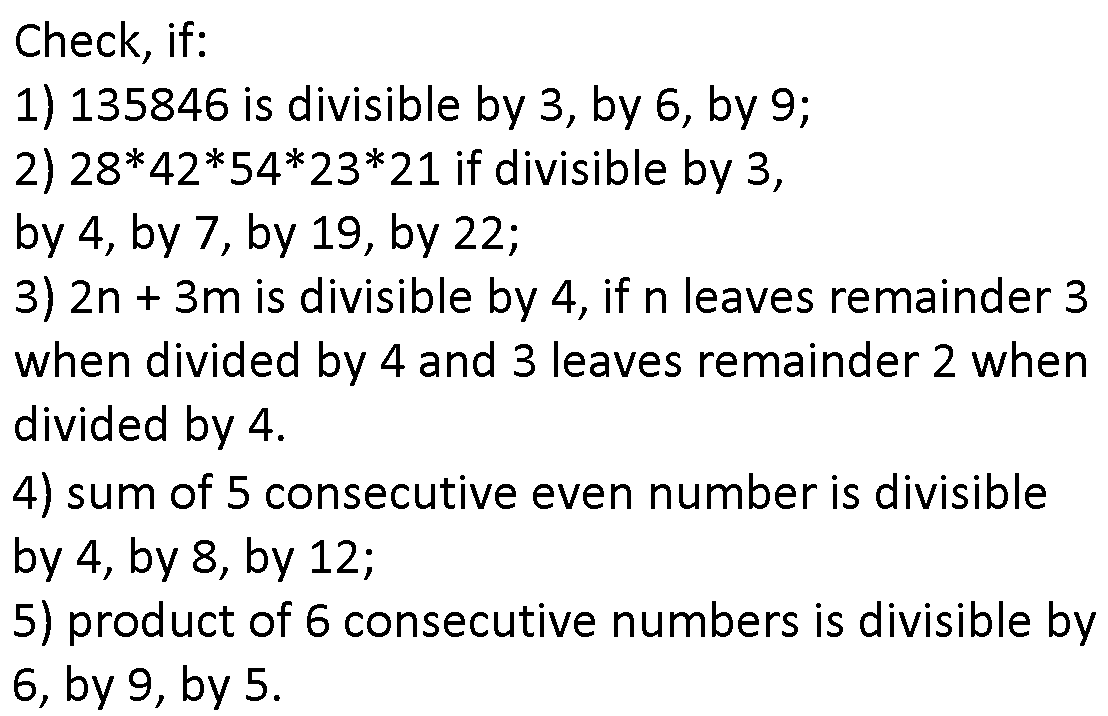 Check, if:
1) 135846 is divisible by 3, by 6, by 9;
2) 28*42*54*23*21 if divisible by 3,
by 4, by 7, by 19, by 22;
3) 2n + 3m is divisible by 4, if n leaves remainder 3
when divided by 4 and 3 leaves remainder 2 when
divided by 4.
4) sum of 5 consecutive even number is divisible
by 4, by 8, by 12;
5) product of 6 consecutive numbers is divisible by
6, by 9, by 5.